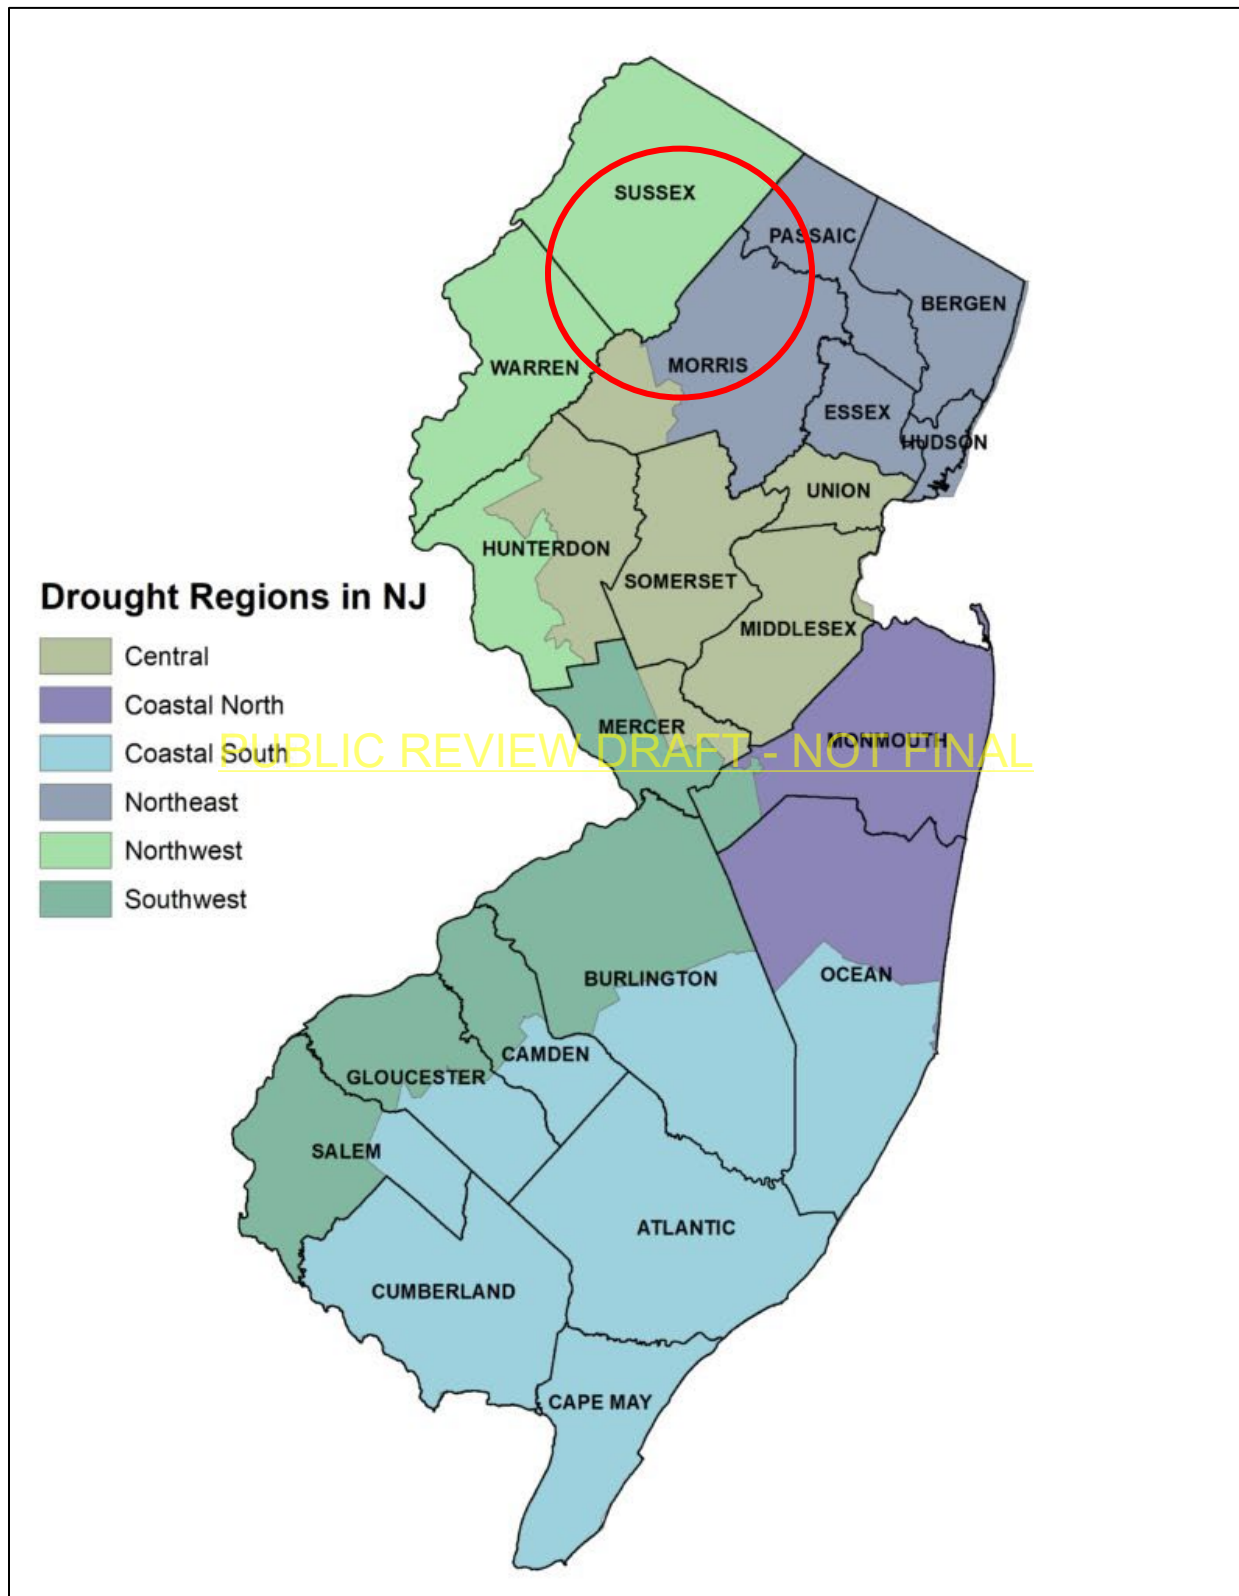 SUSSEX
PASSAIC
BERGEN
WARREN
MORRIS
ESSEX
HUDSON
UNION
HUNTERDON
SOMERSET
MIDDLESEX
Drought Regions in NJ
Central
Coastal North
Coastal South
Northeast
Northwest
Southwest
MERCER
MONMOUTH
PUBLIC REVIEW DRAFT - NOT FINAL
BURLINGTON
OCEAN
CAMDEN
GLOUCESTER
SALEM
ATLANTIC
CUMBERLAND
CAPE MAY